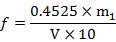 f = 0.4525 × m₁ / V × 10